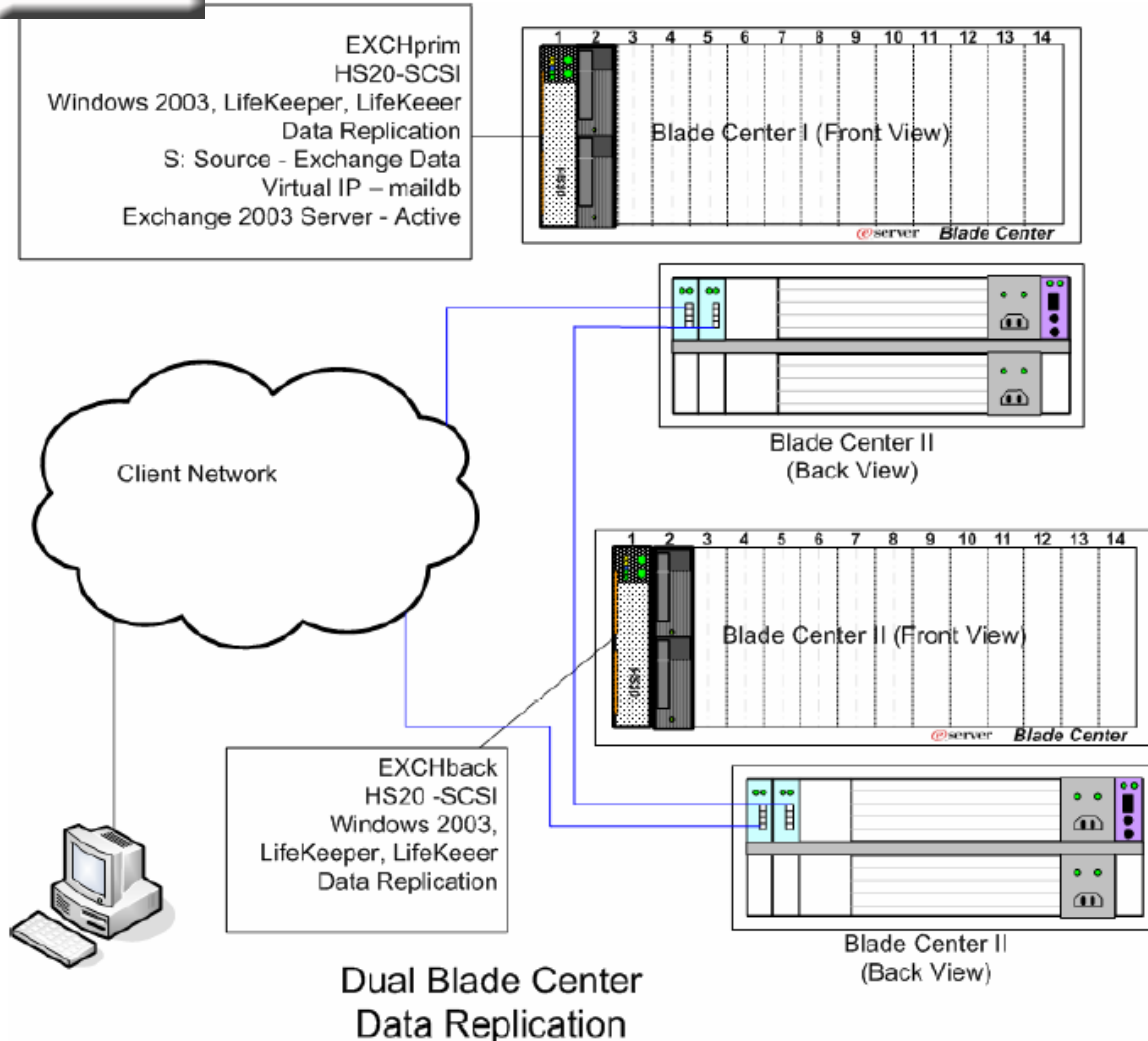 EXCHprim
HS20-SCSI
Windows 2003, LifeKeeper, LifeKeeer
Data Replication
S: Source - Exchange Data
Virtual IP – maildb
Exchange 2003 Server - Active
1 2 3 4 5 6 7 8 9 10 11 12 13 14
Blade Center I (Front View)
HS20
@server Blade Center
Blade Center II
(Back View)
Client Network
1 2 3 4 5 6 7 8 9 10 11 12 13 14
Blade Center II (Front View)
HS20
@server Blade Center
EXCHback
HS20 -SCSI
Windows 2003,
LifeKeeper, LifeKeeer
Data Replication
Blade Center II
(Back View)
Dual Blade Center
Data Replication